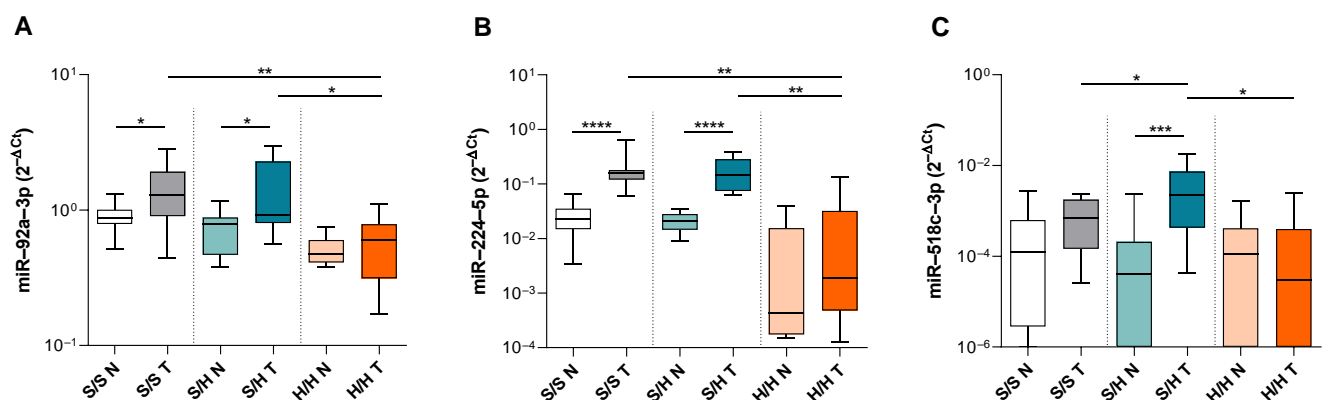 A
miR–92a–3p (2^–ΔCt)
10¹
10⁰
10⁻¹
**
*
*
*
S/S N
S/S T
S/H N
S/H T
H/H N
H/H T
B
miR–224–5p (2^–ΔCt)
10¹
10⁰
10⁻¹
10⁻²
10⁻³
10⁻⁴
**
**
****
****
S/S N
S/S T
S/H N
S/H T
H/H N
H/H T
C
miR–518c–3p (2^–ΔCt)
10⁰
10⁻²
10⁻⁴
10⁻⁶
*
*
***
S/S N
S/S T
S/H N
S/H T
H/H N
H/H T